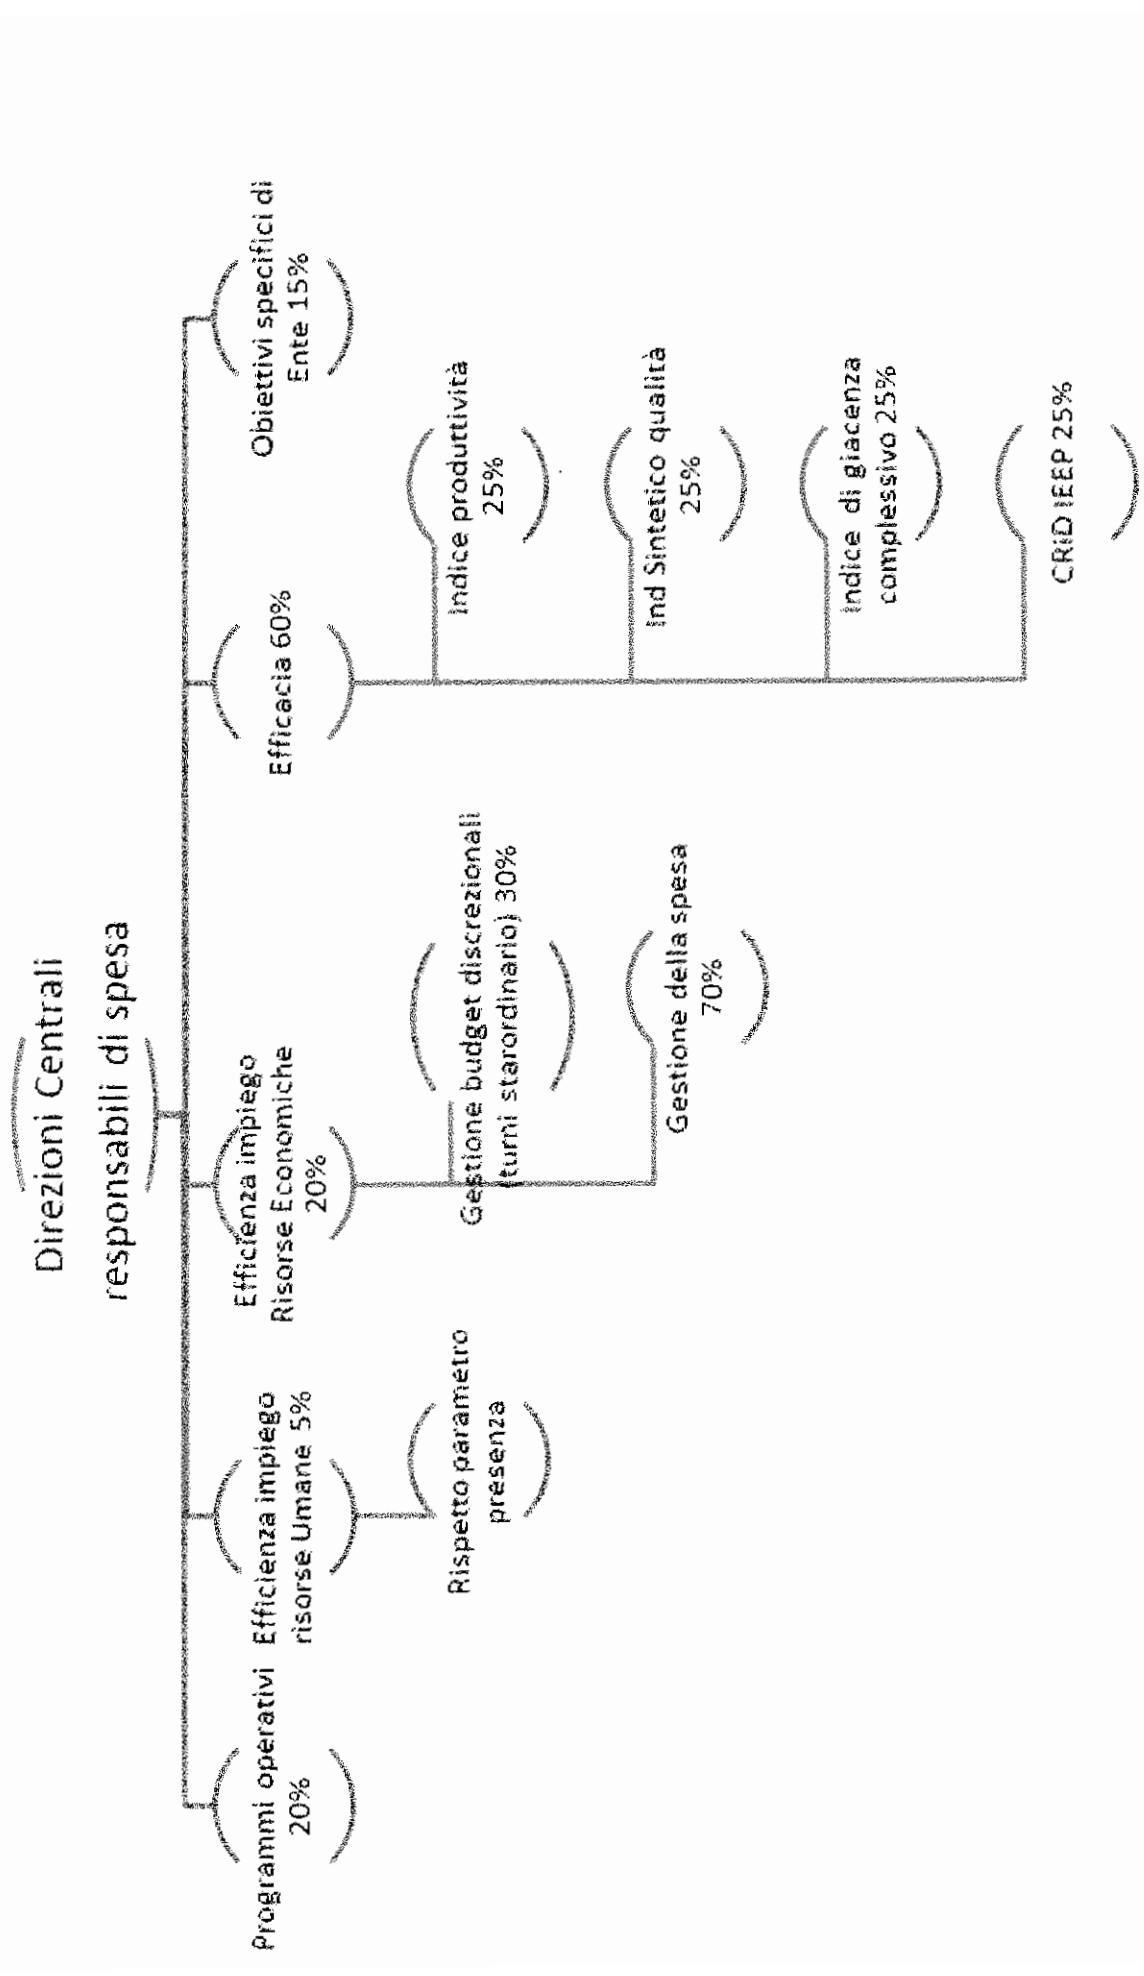 Direzioni Centrali
responsabili di spesa
Programmi operativi
20%
Efficienza impiego
risorse Umane 5%
Rispetto parametro
presenza
Efficienza impiego
Risorse Economiche
20%
Gestione budget discrezionali
(turni starordinario) 30%
Gestione della spesa
70%
Efficacia 60%
Indice produttività
25%
Ind Sintetico qualità
25%
Indice di giacenza
complessivo 25%
CRiD IEEP 25%
Obiettivi specifici di
Ente 15%